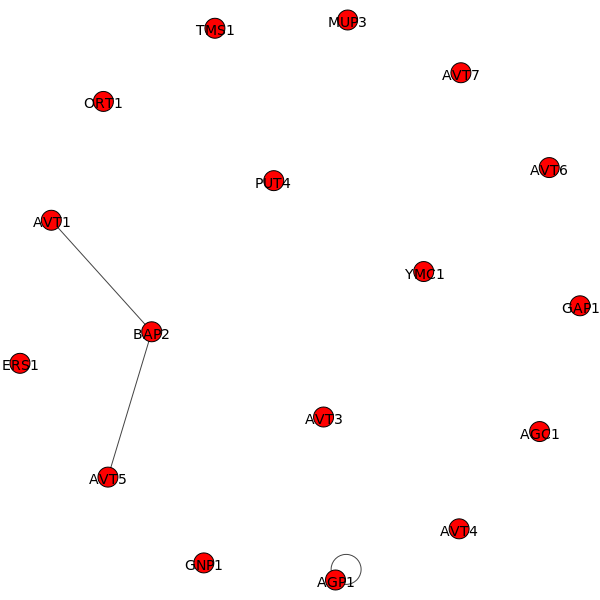 MUP3
TMS1
AVT7
ORT1
AVT6
PUT4
AVT1
YMC1
GAP1
BAP2
ERS1
AVT3
AGC1
AVT5
AVT4
GNP1
AGP1